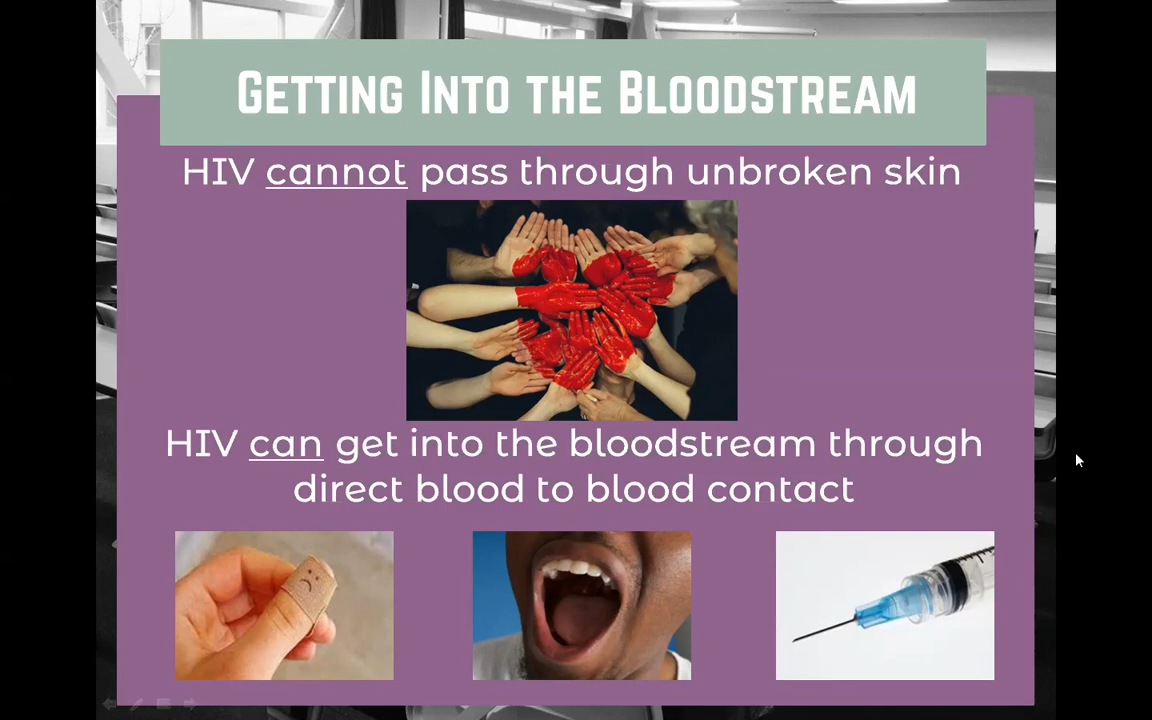 Getting Into the Bloodstream
HIV cannot pass through unbroken skin
HIV can get into the bloodstream through
direct blood to blood contact